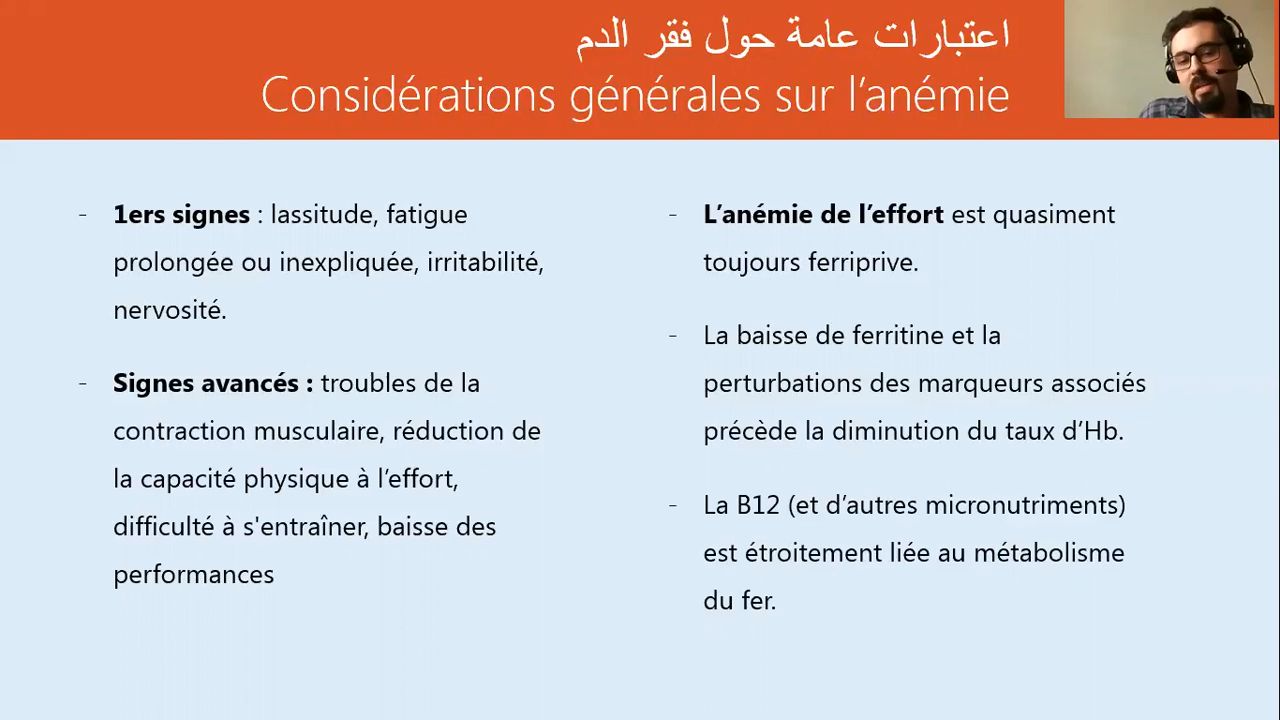 اعتبارات عامة حول فقر الدم
Considérations générales sur l’anémie
- 1ers signes : lassitude, fatigue
prolongée ou inexpliquée, irritabilité,
nervosité.
- Signes avancés : troubles de la
contraction musculaire, réduction de
la capacité physique à l’effort,
difficulté à s'entraîner, baisse des
performances
- L’anémie de l’effort est quasiment
toujours ferriprive.
- La baisse de ferritine et la
perturbations des marqueurs associés
précède la diminution du taux d’Hb.
- La B12 (et d’autres micronutriments)
est étroitement liée au métabolisme
du fer.